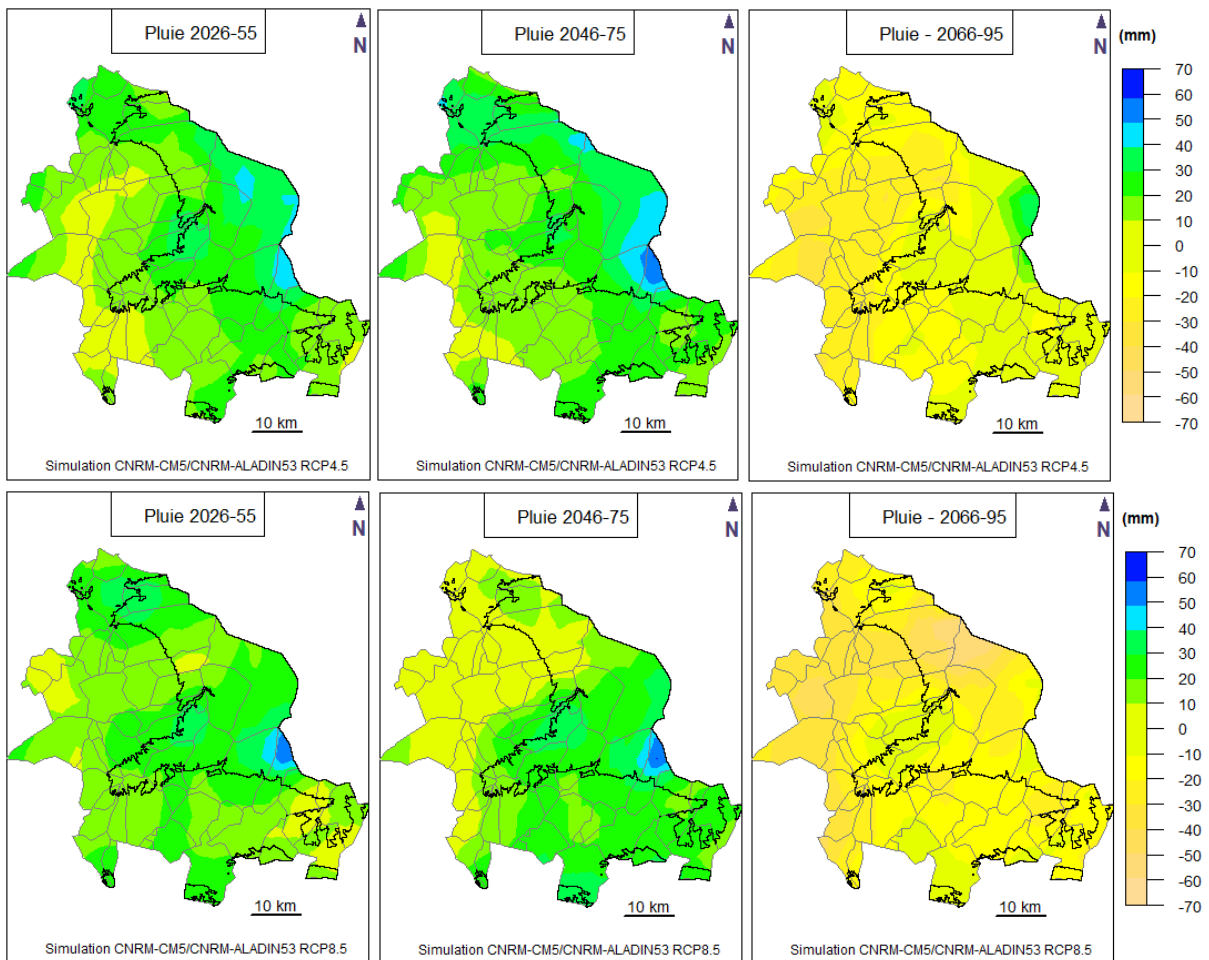 Pluie 2026-55
N
10 km
Simulation CNRM-CM5/CNRM-ALADIN53 RCP4.5
Pluie 2046-75
N
10 km
Simulation CNRM-CM5/CNRM-ALADIN53 RCP4.5
Pluie - 2066-95
N
10 km
Simulation CNRM-CM5/CNRM-ALADIN53 RCP4.5
(mm)
70
60
50
40
30
20
10
0
-10
-20
-30
-40
-50
-60
-70
Pluie 2026-55
N
10 km
Simulation CNRM-CM5/CNRM-ALADIN53 RCP8.5
Pluie 2046-75
N
10 km
Simulation CNRM-CM5/CNRM-ALADIN53 RCP8.5
Pluie - 2066-95
N
10 km
Simulation CNRM-CM5/CNRM-ALADIN53 RCP8.5
(mm)
70
60
50
40
30
20
10
0
-10
-20
-30
-40
-50
-60
-70